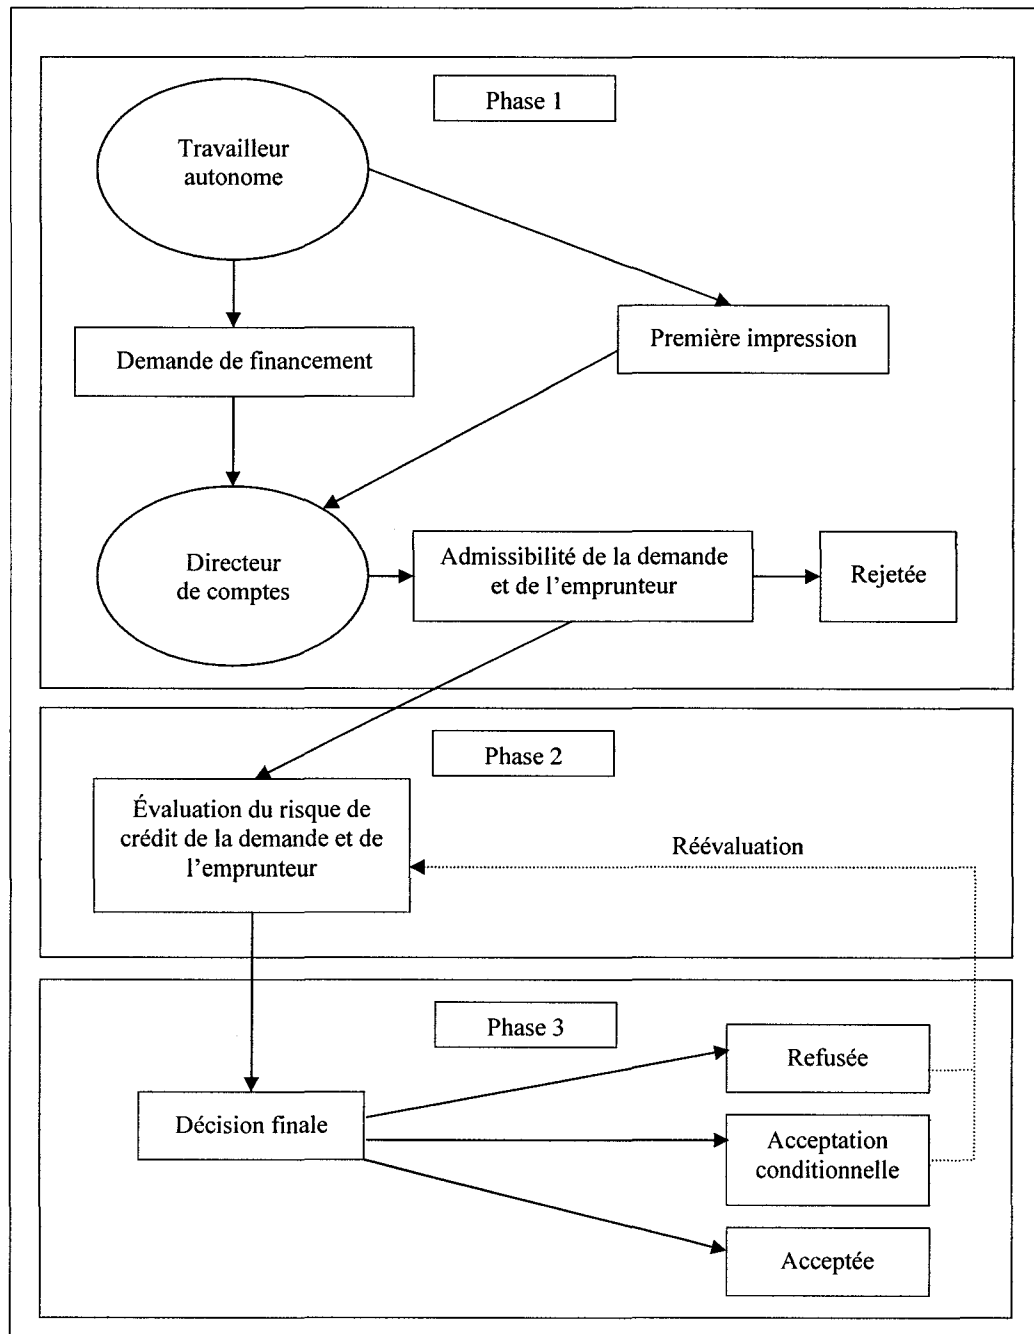 Phase 1
Travailleur
autonome
Première impression
Demande de financement
Directeur
de comptes
Admissibilité de la demande
et de l'emprunteur
Rejetée
Phase 2
Évaluation du risque de
crédit de la demande et de
l'emprunteur
Réévaluation
Phase 3
Refusée
Décision finale
Acceptation
conditionnelle
Acceptée